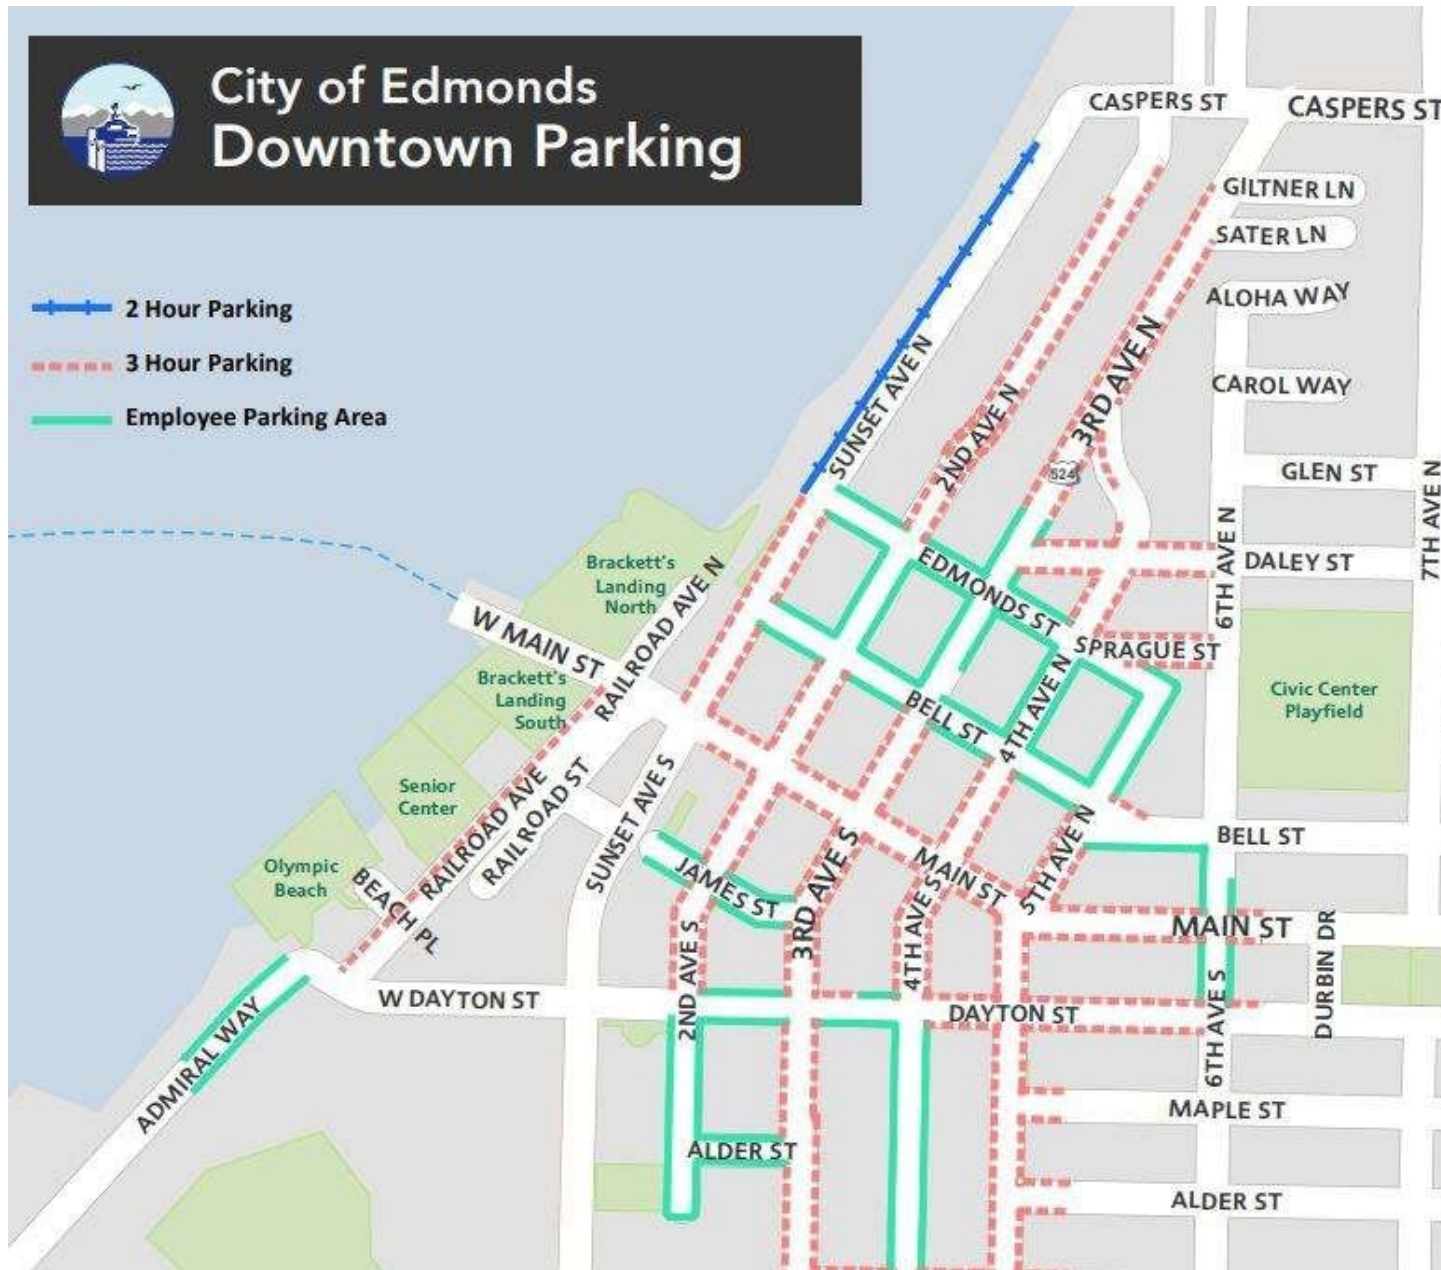 City of Edmonds
Downtown Parking
2 Hour Parking
3 Hour Parking
Employee Parking Area
CASPERS ST
CASPERS ST
GILTNER LN
SATER LN
ALOHA WAY
CAROL WAY
GLEN ST
DALEY ST
SPRAGUE ST
SUNSET AVE N
2ND AVE N
3RD AVE N
524
6TH AVE N
7TH AVE N
EDMONDS ST
4TH AVE N
BELL ST
5TH AVE N
Civic Center
Playfield
BELL ST
Brackett's
Landing
North
W MAIN ST
RAILROAD AVE N
Brackett's
Landing
South
Senior
Center
Olympic
Beach
RAILROAD AVE
RAILROAD ST
BEACH PL
SUNSET AVE S
JAMES ST
3RD AVE S
MAIN ST
4TH AVE S
MAIN ST
2ND AVE S
W DAYTON ST
DAYTON ST
6TH AVE S
DURBIN DR
ADMIRAL WAY
MAPLE ST
ALDER ST
ALDER ST